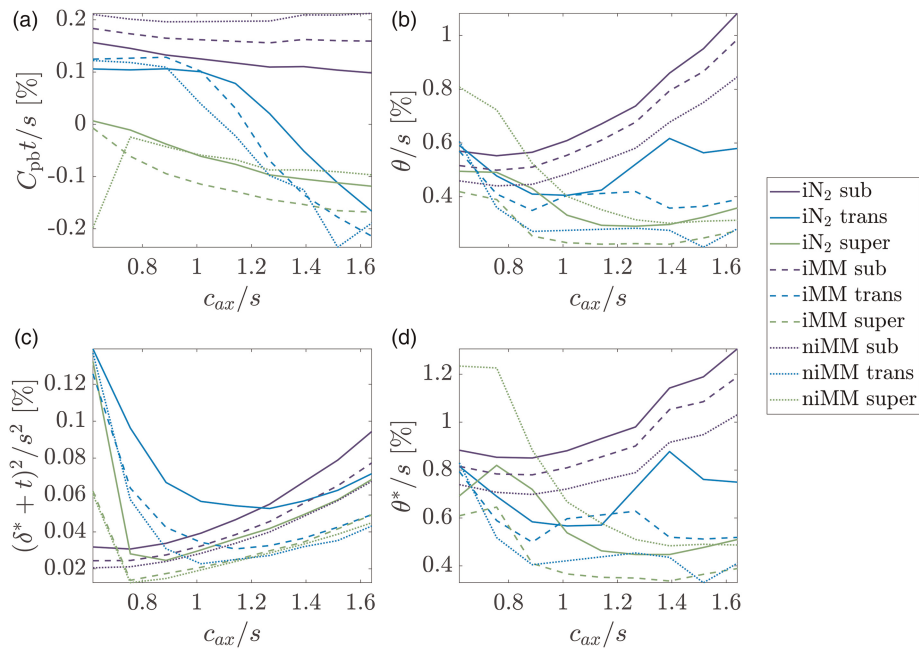 (a)
0.2
0.1
0
-0.1
-0.2
C_pb t/s [%]
0.8 1 1.2 1.4 1.6
c_ax/s
(b)
1
0.8
0.6
0.4
θ/s [%]
0.8 1 1.2 1.4 1.6
c_ax/s
(c)
0.12
0.1
0.08
0.06
0.04
0.02
(δ* + t)²/s² [%]
0.8 1 1.2 1.4 1.6
c_ax/s
(d)
1.2
1
0.8
0.6
0.4
θ*/s [%]
0.8 1 1.2 1.4 1.6
c_ax/s
iN₂ sub
iN₂ trans
iN₂ super
iMM sub
iMM trans
iMM super
niMM sub
niMM trans
niMM super